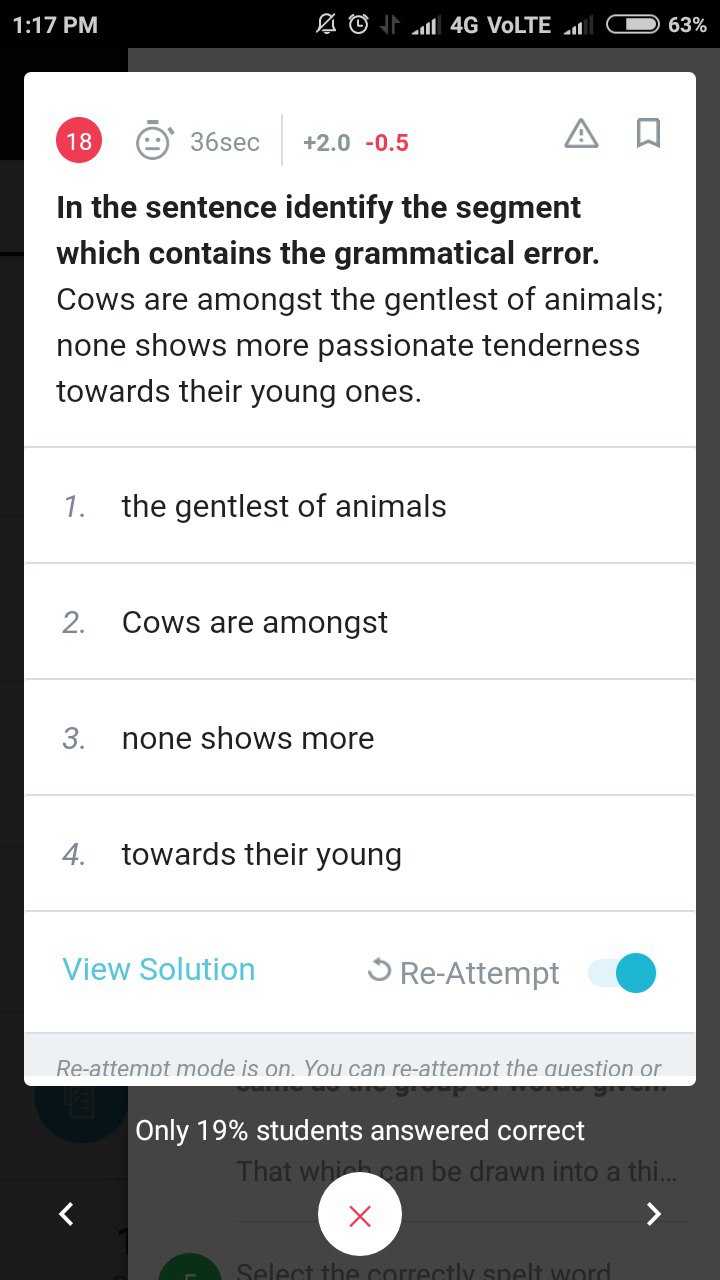 1:17 PM 4G VoLTE 63%
18 36sec +2.0 -0.5
In the sentence identify the segment
which contains the grammatical error.
Cows are amongst the gentlest of animals;
none shows more passionate tenderness
towards their young ones.
1. the gentlest of animals
2. Cows are amongst
3. none shows more
4. towards their young
View Solution Re-Attempt
Re-attempt mode is on. You can re-attempt the question or
same as the group of words given.
Only 19% students answered correct
That which can be drawn into a thi...
Select the correctly spelt word